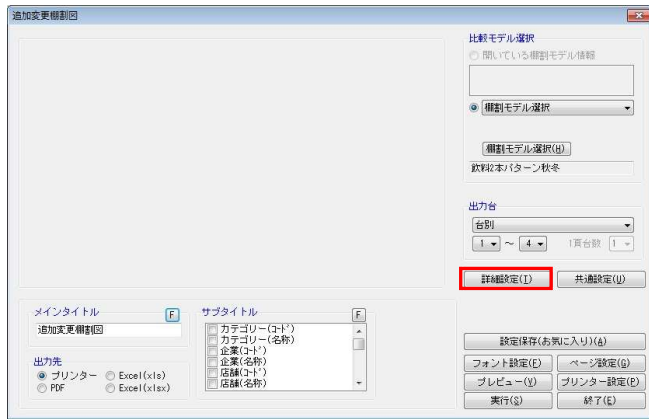 追加変更棚割図
比較モデル選択
開いている棚割モデル情報
棚割モデル選択
棚割モデル選択(H)
飲料2本パターン秋冬
出力台
台別
1 ～ 4 1頁台数 1
詳細設定(T) 共通設定(U)
メインタイトル F
追加変更棚割図
出力先
プリンター Excel(xls)
PDF Excel(xlsx)
サブタイトル F
カテゴリー(コード)
カテゴリー(名称)
企業(コード)
企業(名称)
店舗(コード)
店舗(名称)
設定保存(お気に入り)(A)
フォント設定(F) ページ設定(G)
プレビュー(V) プリンター設定(P)
実行(S) 終了(E)